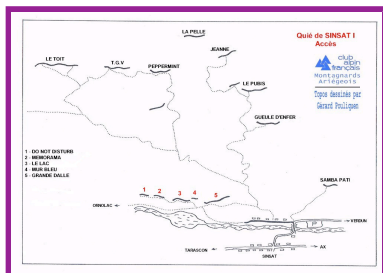 Quié de SINSAT I
Accès
club
alpin
français
Montagnards
Ariégeois
Topos dessinés par
Gérard Pouliquen
LA PELLE
JEANNE
LE TOIT
T.G.V
PEPPERMINT
LE PUBIS
GUEULE D'ENFER
SAMBA PATI
1 - DO NOT DISTURB
2 - MEMORAMA
3 - LE LAC
4 - MUR BLEU
5 - GRANDE DALLE
1 2 3 4 5
ORNOLAC
VERDUN
P
TARASCON
AX
SINSAT